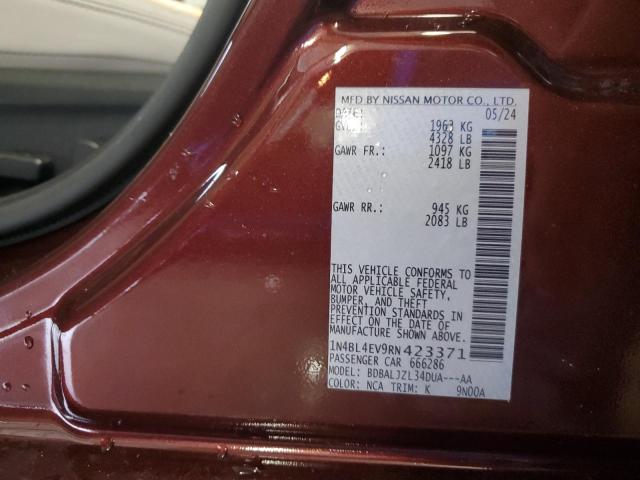 MFD BY NISSAN MOTOR CO., LTD.
DATE: 05/24
GVWR: 1963 KG
4328 LB
GAWR FR.: 1097 KG
2418 LB
GAWR RR.: 945 KG
2083 LB
THIS VEHICLE CONFORMS TO
ALL APPLICABLE FEDERAL
MOTOR VEHICLE SAFETY,
BUMPER, AND THEFT
PREVENTION STANDARDS IN
EFFECT ON THE DATE OF
MANUFACTURE SHOWN ABOVE.
1N4BL4EV9RN423371
PASSENGER CAR 666286
MODEL: BDBALJZL34DUA---AA
COLOR: NCA TRIM: K 9N00A